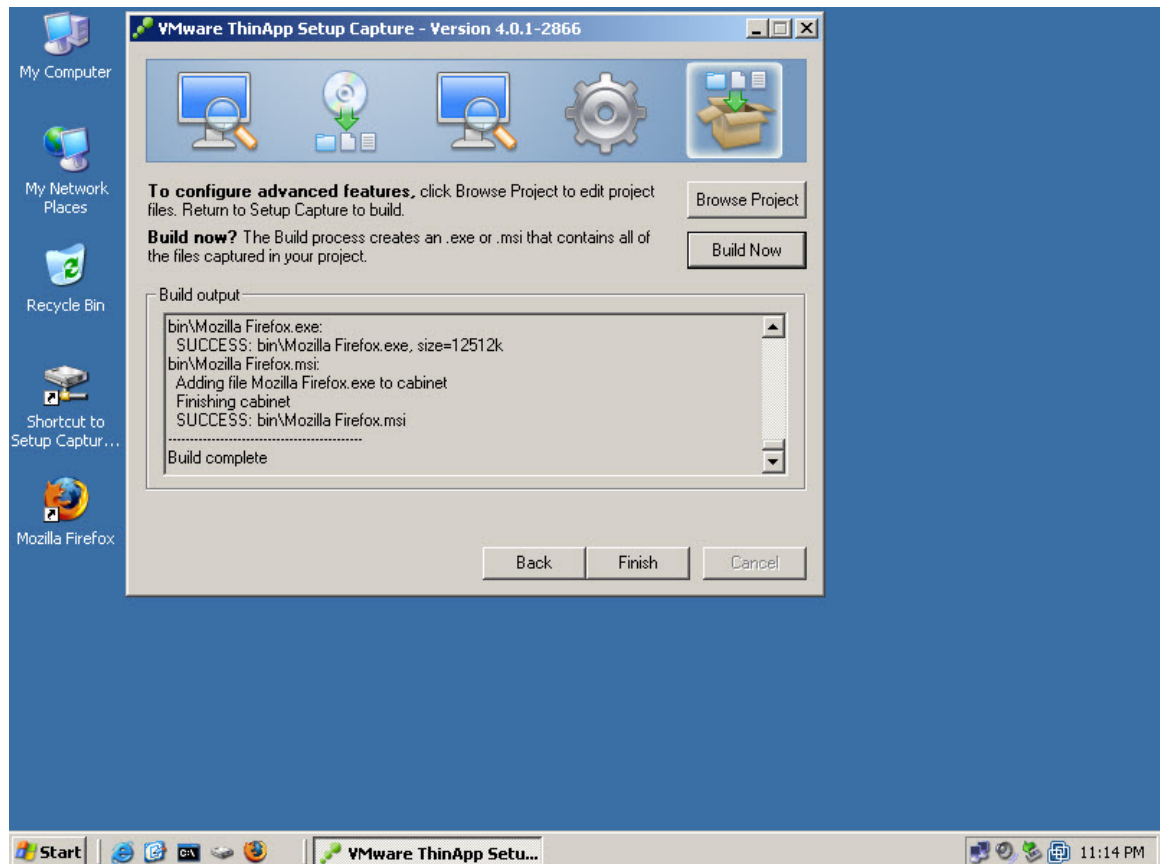 VMware ThinApp Setup Capture - Version 4.0.1-2866
My Computer
My Network
Places
Recycle Bin
Shortcut to
Setup Captur...
Mozilla Firefox
To configure advanced features, click Browse Project to edit project
files. Return to Setup Capture to build.
Browse Project
Build now? The Build process creates an .exe or .msi that contains all of
the files captured in your project.
Build Now
Build output
bin\Mozilla Firefox.exe:
SUCCESS: bin\Mozilla Firefox.exe, size=12512k
bin\Mozilla Firefox.msi:
Adding file Mozilla Firefox.exe to cabinet
Finishing cabinet
SUCCESS: bin\Mozilla Firefox.msi
--------------------------------------------
Build complete
Back
Finish
Cancel
Start
C:\
VMware ThinApp Setu...
11:14 PM